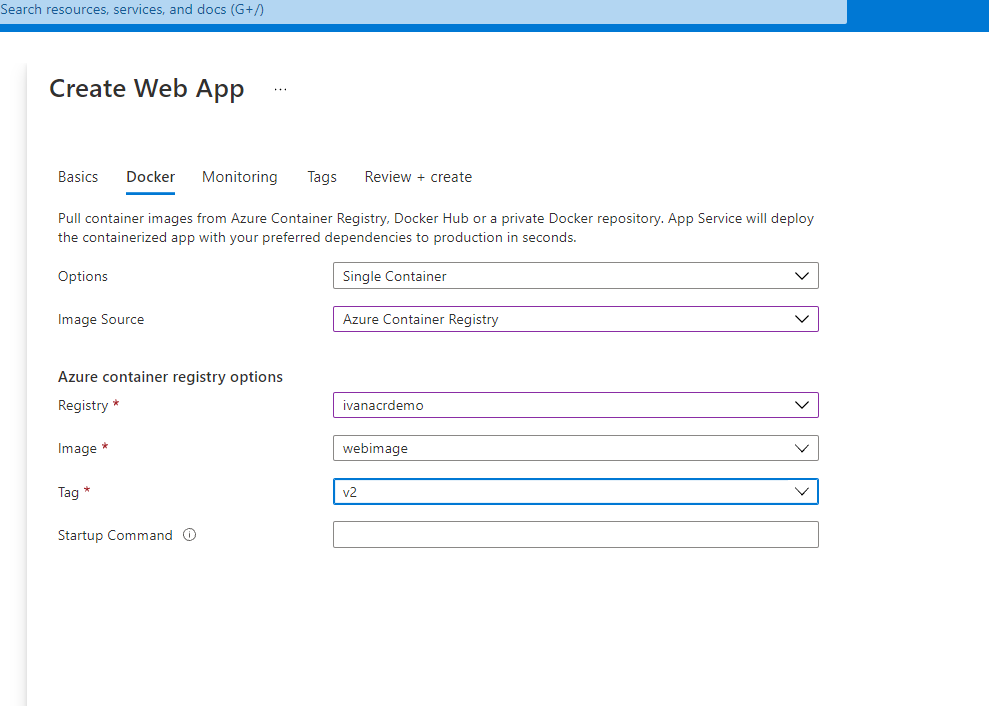 Search resources, services, and docs (G+/)
Create Web App ...
Basics Docker Monitoring Tags Review + create
Pull container images from Azure Container Registry, Docker Hub or a private Docker repository. App Service will deploy
the containerized app with your preferred dependencies to production in seconds.
Options Single Container
Image Source Azure Container Registry
Azure container registry options
Registry * ivanacrdemo
Image * webimage
Tag * v2
Startup Command